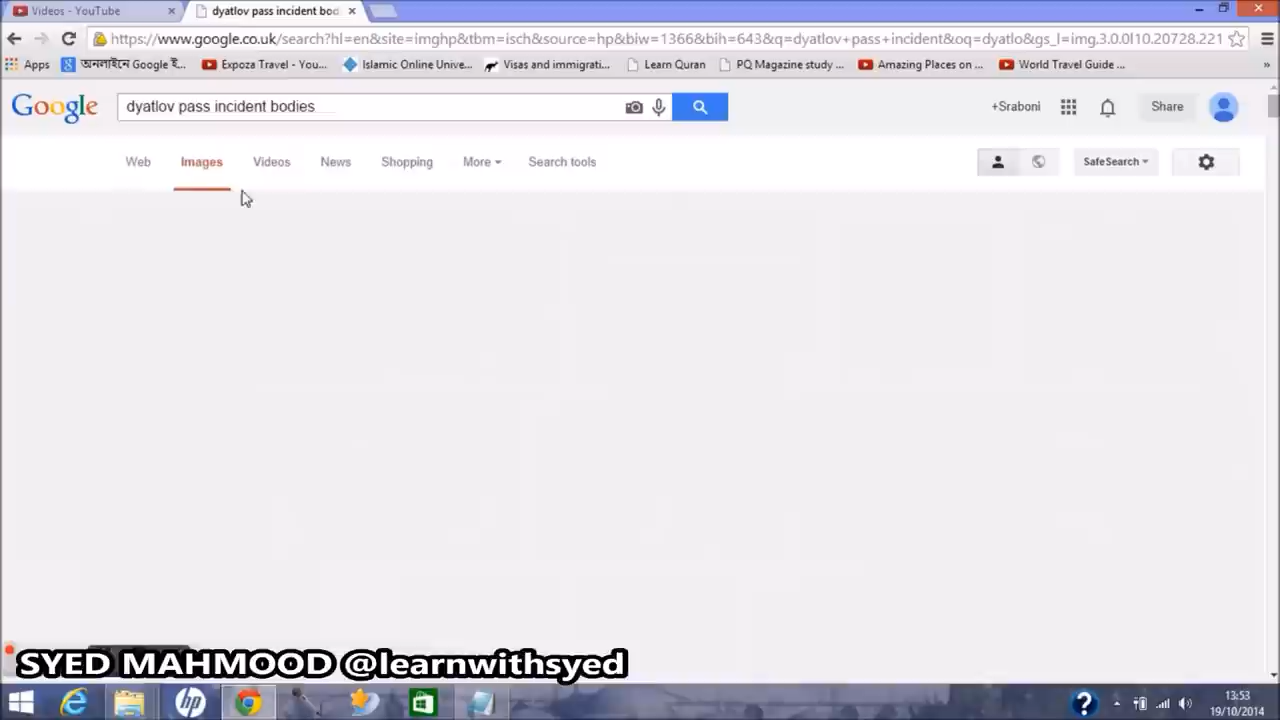 Videos - YouTube
dyatlov pass incident bod
https://www.google.co.uk/search?hl=en&site=imghp&tbm=isch&source=hp&biw=1366&bih=643&q=dyatlov+pass+incident&oq=dyatlo&gs_l=img.3.0.0l10.20728.221
Apps অনলাইনে Google ই... Expoza Travel - You... Islamic Online Unive... Visas and immigrati... Learn Quran PQ Magazine study ... Amazing Places on ... World Travel Guide ...
Google dyatlov pass incident bodies +Sraboni Share
Web Images Videos News Shopping More Search tools SafeSearch
SYED MAHMOOD @learnwithsyed
hp
13:53
19/10/2014